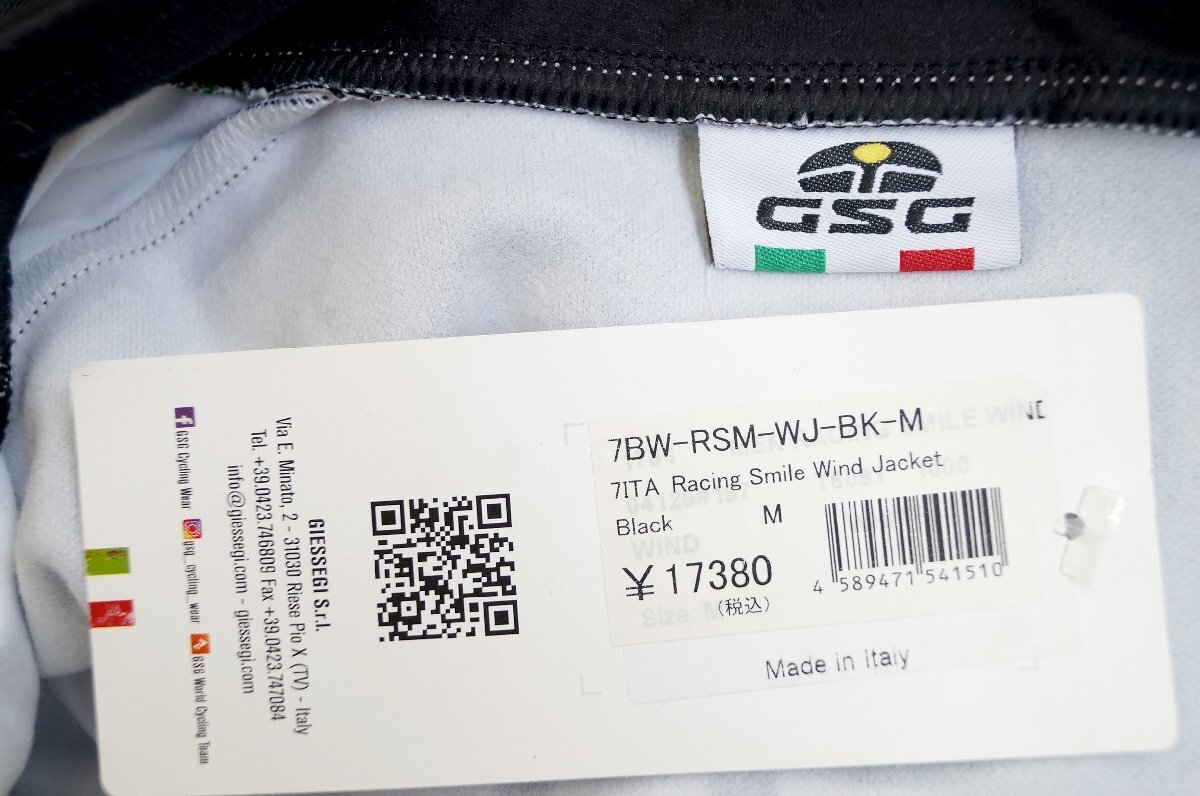 GSG
7BW-RSM-WJ-BK-M
7ITA Racing Smile Wind Jacket
Black M
¥17380
(税込)
4 589471 541510
WIND
Size: M
Made in Italy
GIESSEGI S.r.l.
Via E. Minato, 2 - 31030 Riese Pio X (TV) - Italy
Tel. +39.0423.746809 Fax +39.0423.747084
info@giessegi.com - giessegi.com
f GSG Cycling Wear
gsg_cycling_wear
GSG World Cycling Team